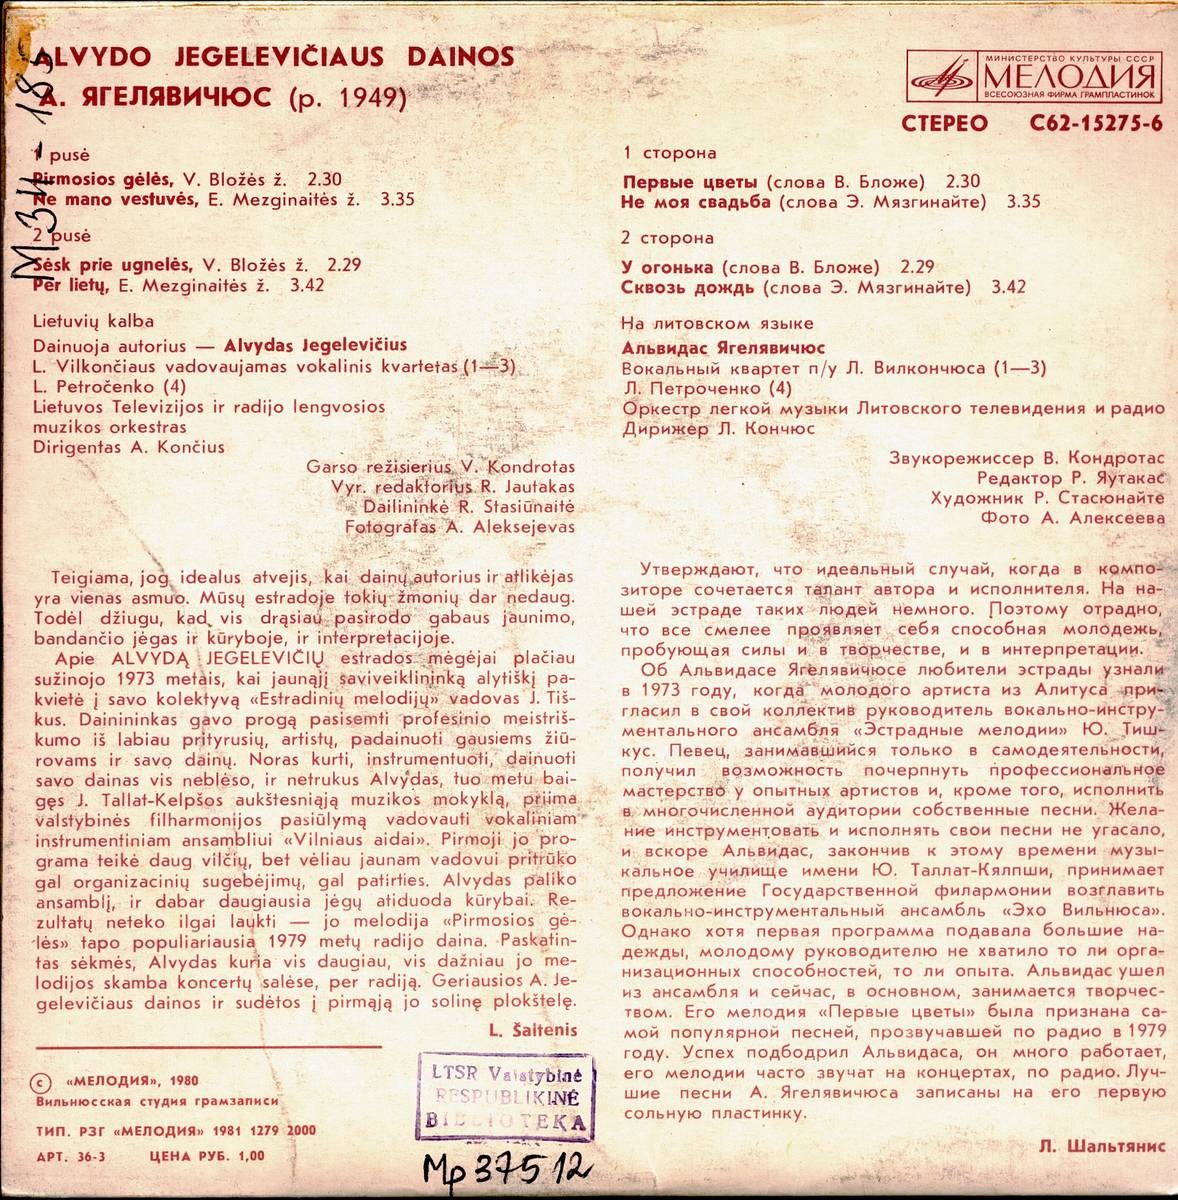 ALVYDO JEGELEVIČIAUS DAINOS
А. ЯГЕЛЯВИЧЮС (р. 1949)
МИНИСТЕРСТВО КУЛЬТУРЫ СССР
МЕЛОДИЯ
ВСЕСОЮЗНАЯ ФИРМА ГРАМПЛАСТИНОК
СТЕРЕО С62-15275-6
1 pusė
Pirmosios gėlės, V. Bložės ž. 2.30
Ne mano vestuvės, E. Mezginaitės ž. 3.35
2 pusė
Sėsk prie ugnelės, V. Bložės ž. 2.29
Per lietų, E. Mezginaitės ž. 3.42
Lietuvių kalba
Dainuoja autorius — Alvydas Jegelevičius
L. Vilkončiaus vadovaujamas vokalinis kvartetas (1—3)
L. Petročenko (4)
Lietuvos Televizijos ir radijo lengvosios
muzikos orkestras
Dirigentas A. Končius
Garso režisierius V. Kondrotas
Vyr. redaktorius R. Jautakas
Dailininkė R. Stasiūnaitė
Fotografas A. Aleksejevas
Teigiama, jog idealus atvejis, kai dainų autorius ir atlikėjas
yra vienas asmuo. Mūsų estradoje tokių žmonių dar nedaug.
Todėl džiugu, kad vis drąsiau pasirodo gabaus jaunimo,
bandančio jėgas ir kūryboje, ir interpretacijoje.
Apie ALVYDĄ JEGELEVIČIŲ estrados mėgėjai plačiau
sužinojo 1973 metais, kai jaunąjį saviveiklininką alytiškį pa-
kvietė į savo kolektyvą «Estradinių melodijų» vadovas J. Tiš-
kus. Dainininkas gavo progą pasisemti profesinio meistriš-
kumo iš labiau prityrusių, artistų, padainuoti gausiems žiū-
rovams ir savo dainų. Noras kurti, instrumentuoti, dainuoti
savo dainas vis neblėso, ir netrukus Alvydas, tuo metu bai-
gęs J. Tallat-Kelpšos aukštesniąją muzikos mokyklą, priima
valstybinės filharmonijos pasiūlymą vadovauti vokaliniam
instrumentiniam ansambliui «Vilniaus aidai». Pirmoji jo pro-
grama teikė daug vilčių, bet vėliau jaunam vadovui pritrūko
gal organizacinių sugebėjimų, gal patirties. Alvydas paliko
ansamblį, ir dabar daugiausia jėgų atiduoda kūrybai. Re-
zultatų neteko ilgai laukti — jo melodija «Pirmosios gė-
lės» tapo populiariausia 1979 metų radijo daina. Paskatin-
tas sėkmės, Alvydas kuria vis daugiau, vis dažniau jo me-
lodijos skamba koncertų salėse, per radiją. Geriausios A. Je-
gelevičiaus dainos ir sudėtos į pirmąją jo solinę plokštelę.
L. Šaltenis
© «МЕЛОДИЯ», 1980
Вильнюсская студия грамзаписи
ТИП. РЗГ «МЕЛОДИЯ» 1981 1279 2000
АРТ. 36-3 ЦЕНА РУБ. 1,00
LTSR Valstybinė
RESPUBLIKINĖ
BIBLIOTEKA
Mp 37512
1 сторона
Первые цветы (слова В. Бложе) 2.30
Не моя свадьба (слова Э. Мязгинайте) 3.35
2 сторона
У огонька (слова В. Бложе) 2.29
Сквозь дождь (слова Э. Мязгинайте) 3.42
На литовском языке
Альвидас Ягелявичюс
Вокальный квартет п/у Л. Вилкончюса (1—3)
Л. Петроченко (4)
Оркестр легкой музыки Литовского телевидения и радио
Дирижер Л. Кончюс
Звукорежиссер В. Кондротас
Редактор Р. Яутакас
Художник Р. Стасюнайте
Фото А. Алексеева
Утверждают, что идеальный случай, когда в компо-
зиторе сочетается талант автора и исполнителя. На на-
шей эстраде таких людей немного. Поэтому отрадно,
что все смелее проявляет себя способная молодежь,
пробующая силы и в творчестве, и в интерпретации.
Об Альвидасе Ягелявичюсе любители эстрады узнали
в 1973 году, когда молодого артиста из Алитуса при-
гласил в свой коллектив руководитель вокально-инстру-
ментального ансамбля «Эстрадные мелодии» Ю. Тиш-
кус. Певец, занимавшийся только в самодеятельности,
получил возможность почерпнуть профессиональное
мастерство у опытных артистов и, кроме того, исполнить
в многочисленной аудитории собственные песни. Жела-
ние инструментовать и исполнять свои песни не угасало,
и вскоре Альвидас, закончив к этому времени музы-
кальное училище имени Ю. Таллат-Кялпши, принимает
предложение Государственной филармонии возглавить
вокально-инструментальный ансамбль «Эхо Вильнюса».
Однако хотя первая программа подавала большие на-
дежды, молодому руководителю не хватило то ли орга-
низационных способностей, то ли опыта. Альвидас ушел
из ансамбля и сейчас, в основном, занимается творчес-
твом. Его мелодия «Первые цветы» была признана са-
мой популярной песней, прозвучавшей по радио в 1979
году. Успех подбодрил Альвидаса, он много работает,
его мелодии часто звучат на концертах, по радио. Луч-
шие песни А. Ягелявичюса записаны на его первую
сольную пластинку.
Л. Шальтянис